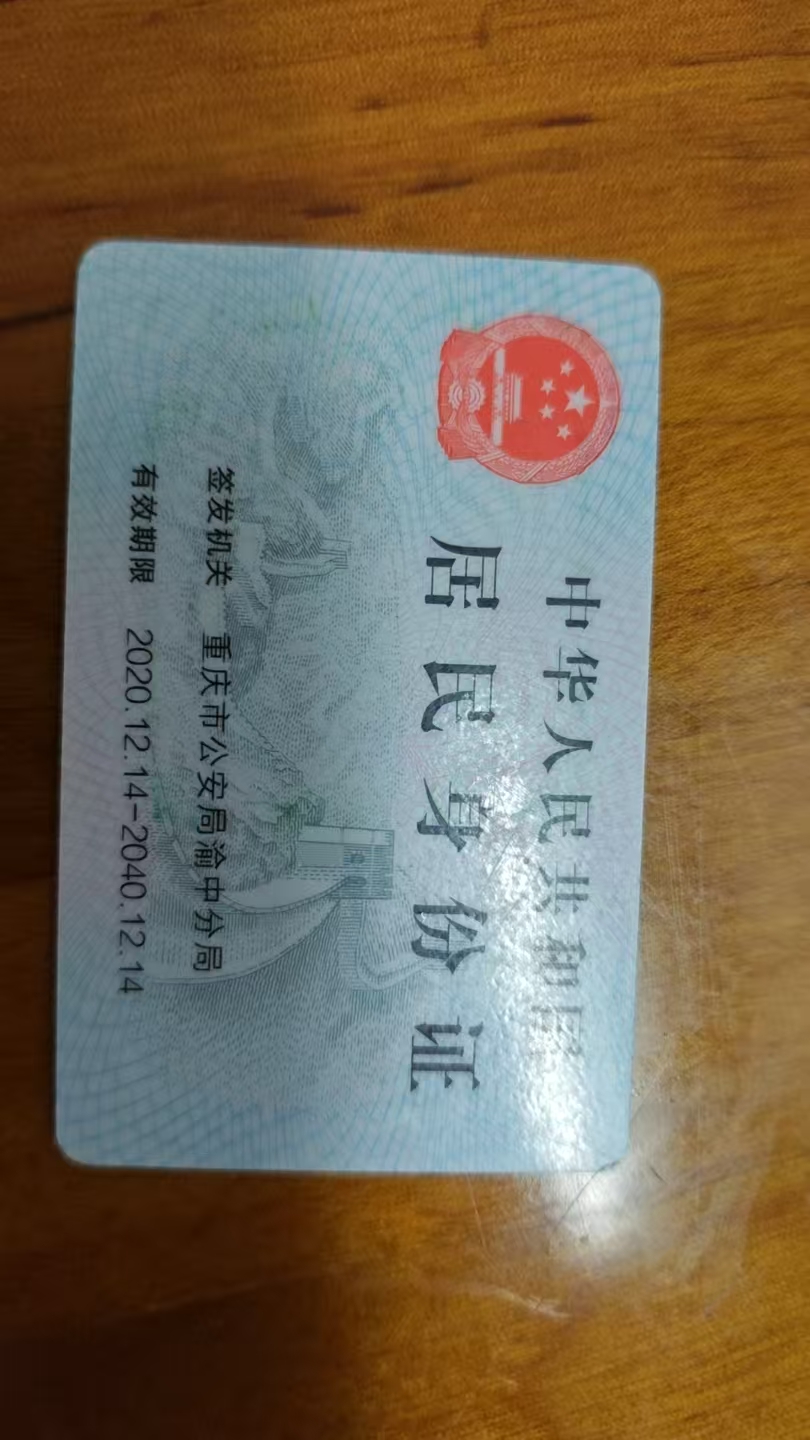 中华人民共和国
居民身份证
签发机关 重庆市公安局渝中分局
有效期限 2020.12.14-2040.12.14